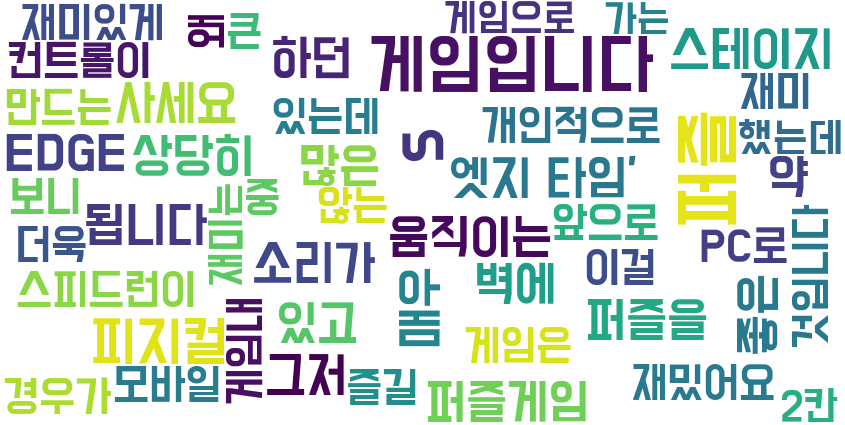 재미있게
여
큰
게임으로
가는
컨트롤이
하던
게임입니다
스테이지
만드는
사세요
있는데
재미
개인적으로
퍼즐
했는데
EDGE
상당히
많은
S
엣지 타임'
약
보니
됩니다
는
중
않는
움직이는
앞으로
PC로
더욱
재미
소리가
벽에
이걸
것입니다
스피드런이
게임내
있고
아
봄
퍼즐을
좋은
피지컬
게임은
경우가
모바일
그저
즐길
퍼즐게임
재밌어요
2칸